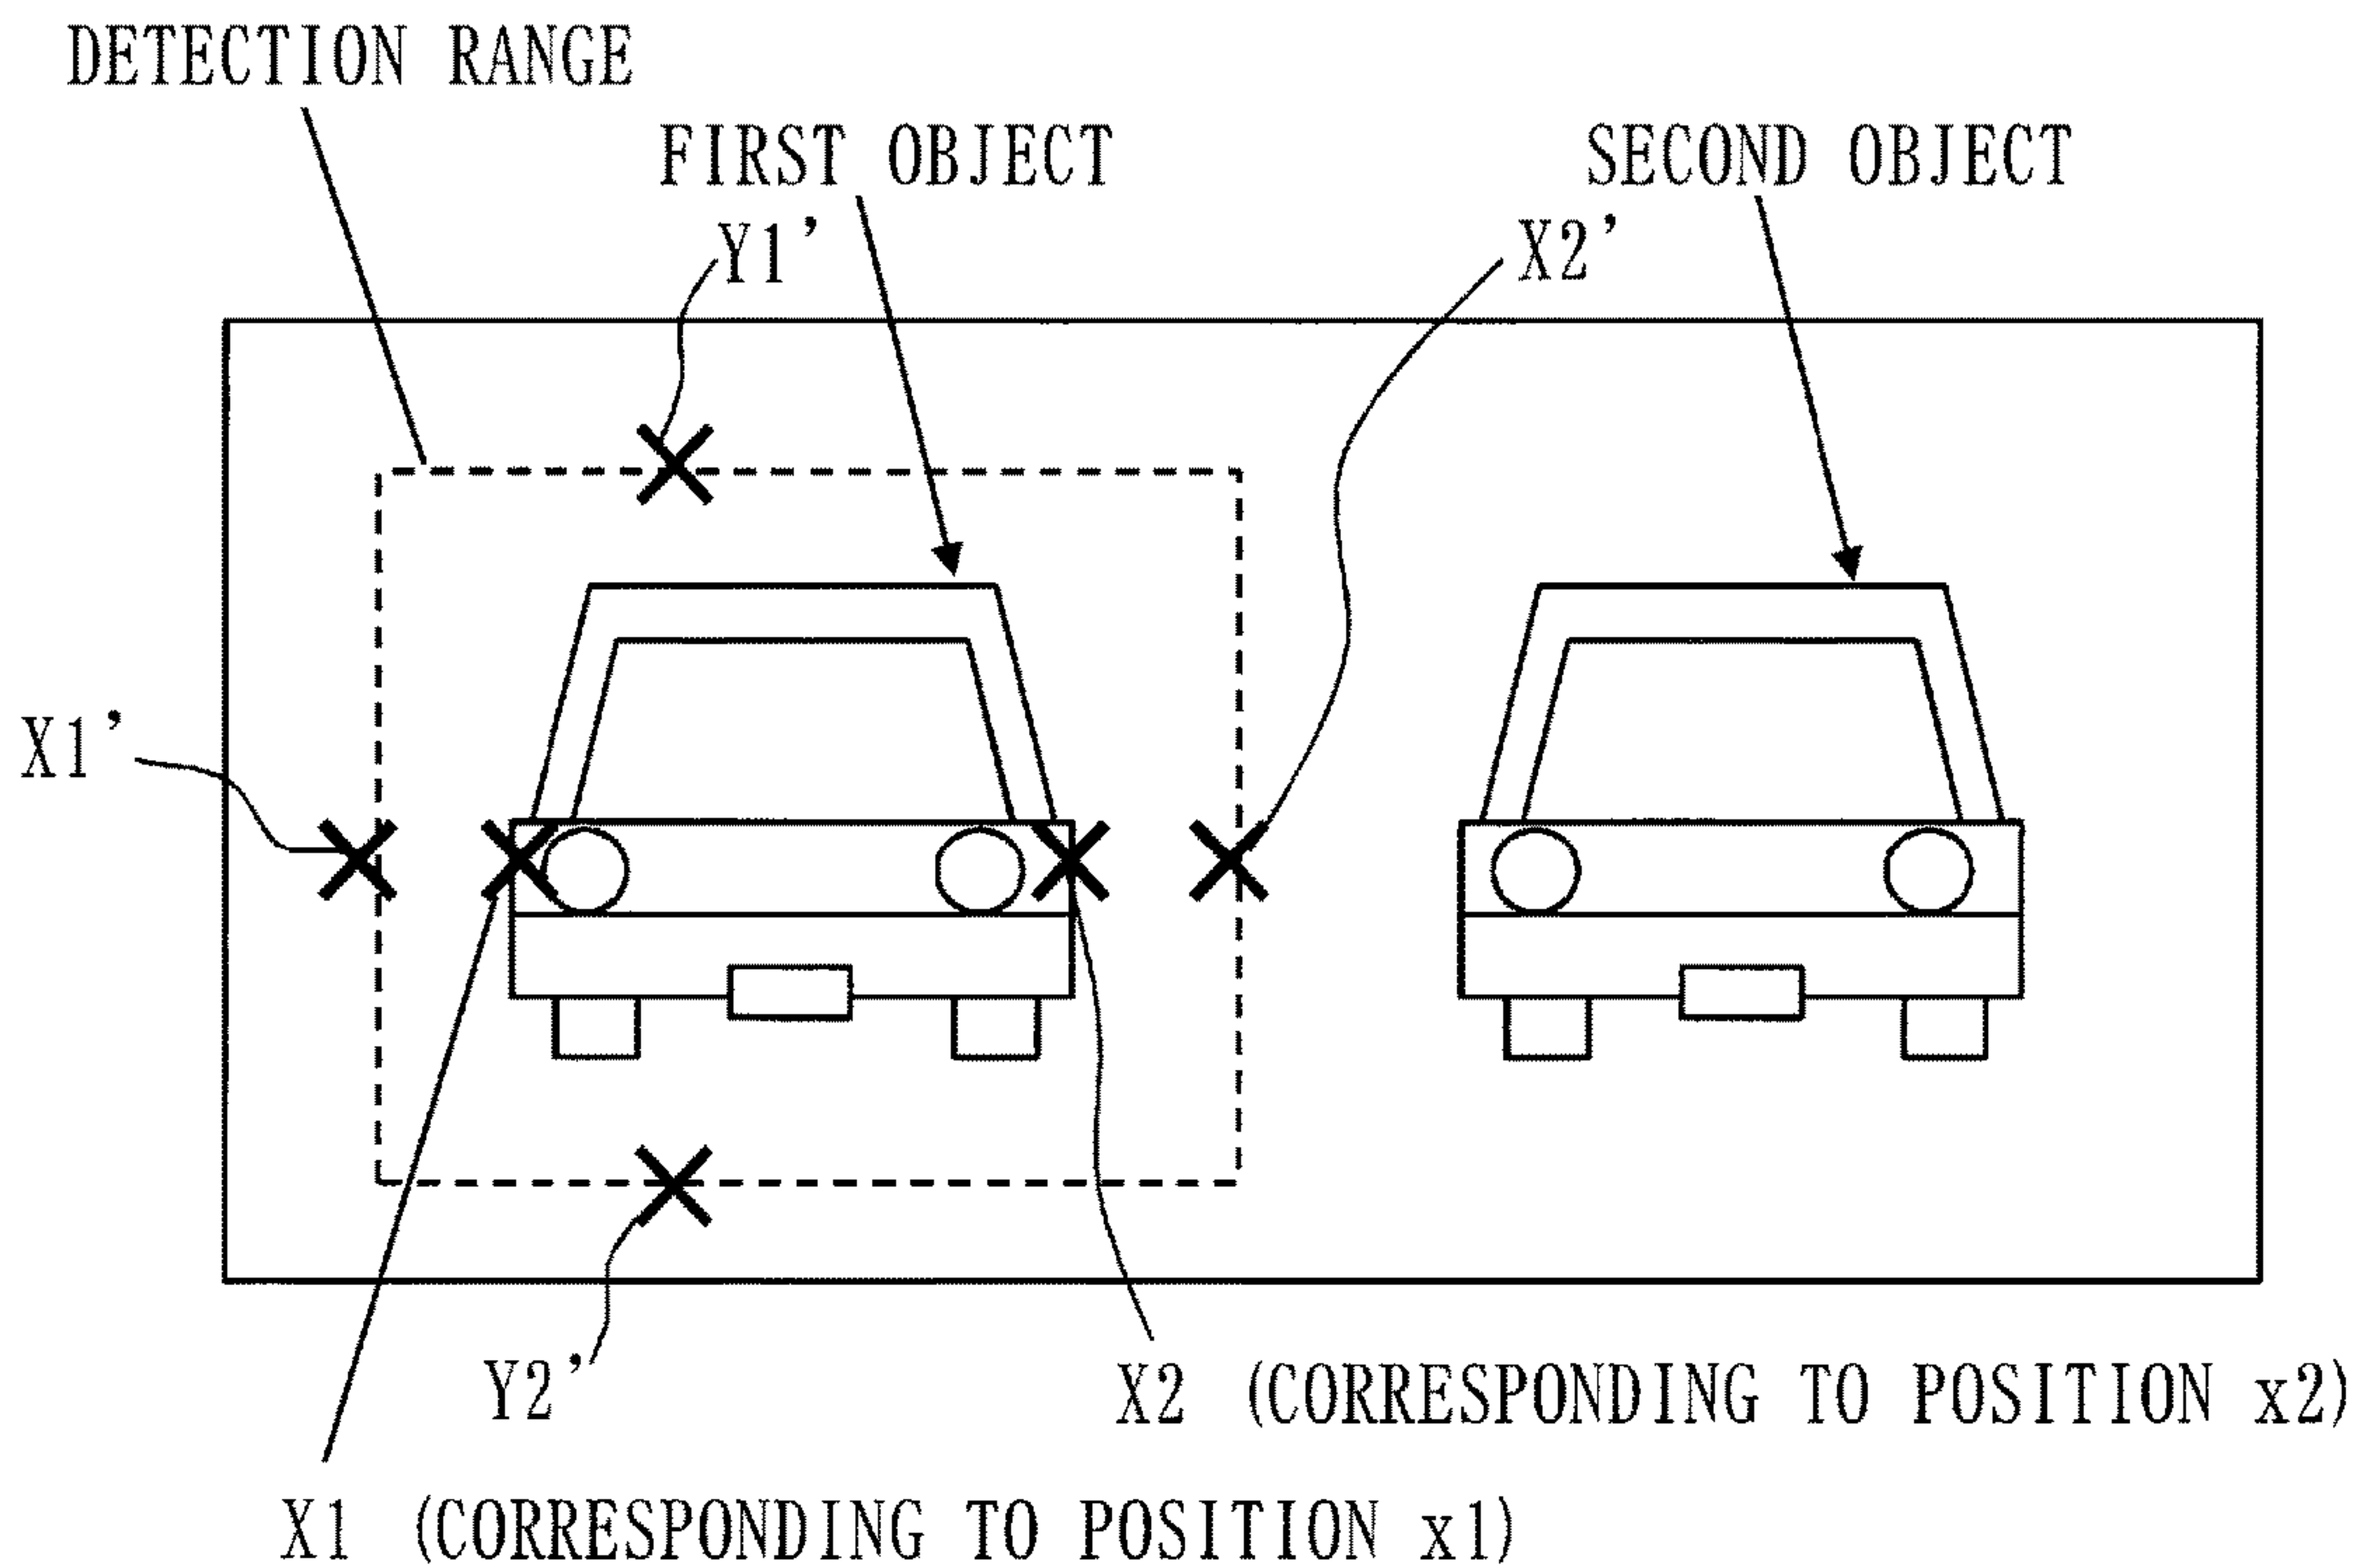 DETECTION RANGE
FIRST OBJECT
SECOND OBJECT
Y1’
X2’
X1’
Y2’
X2 (CORRESPONDING TO POSITION x2)
X1 (CORRESPONDING TO POSITION x1)